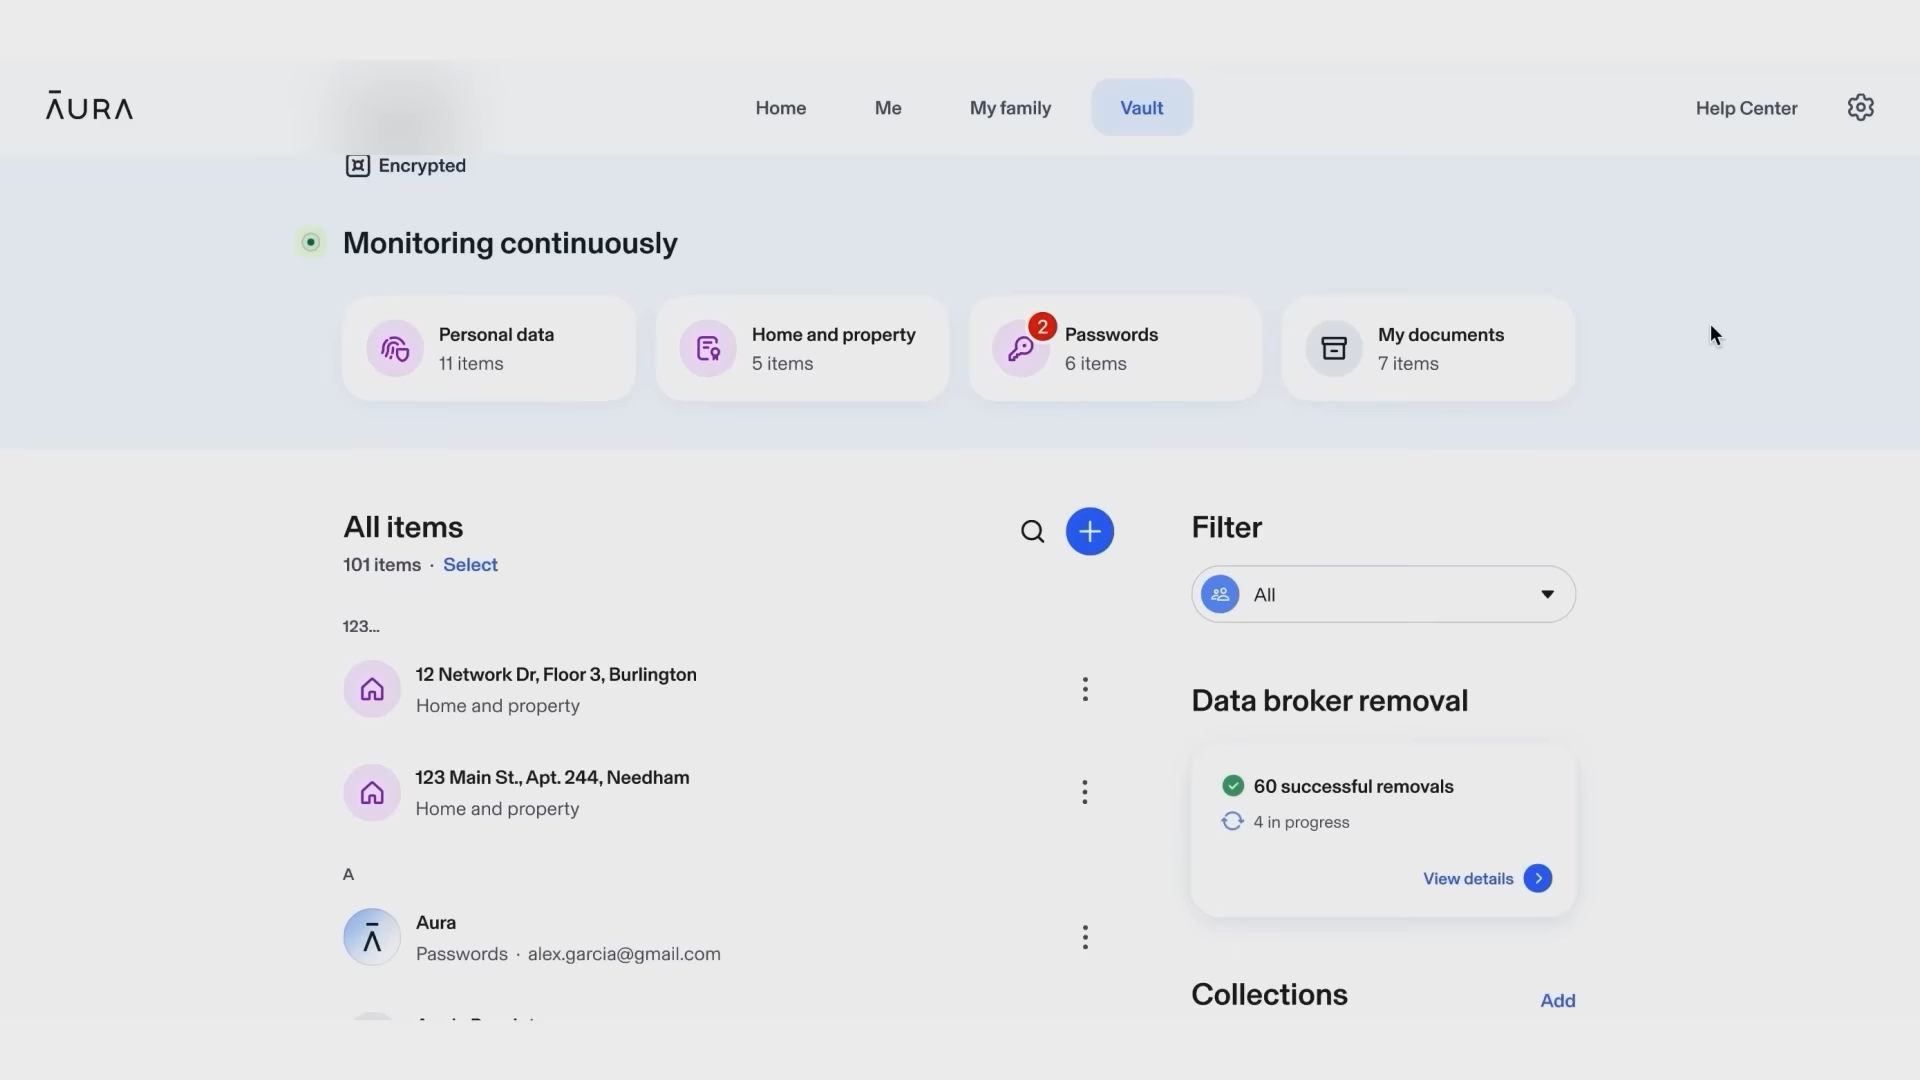 ĀURA
Home
Me
My family
Vault
Help Center
Encrypted
Monitoring continuously
Personal data
11 items
Home and property
5 items
2
Passwords
6 items
My documents
7 items
All items
101 items · Select
123...
12 Network Dr, Floor 3, Burlington
Home and property
123 Main St., Apt. 244, Needham
Home and property
A
Ā
Aura
Passwords · alex.garcia@gmail.com
Filter
All
Data broker removal
60 successful removals
4 in progress
View details
Collections
Add